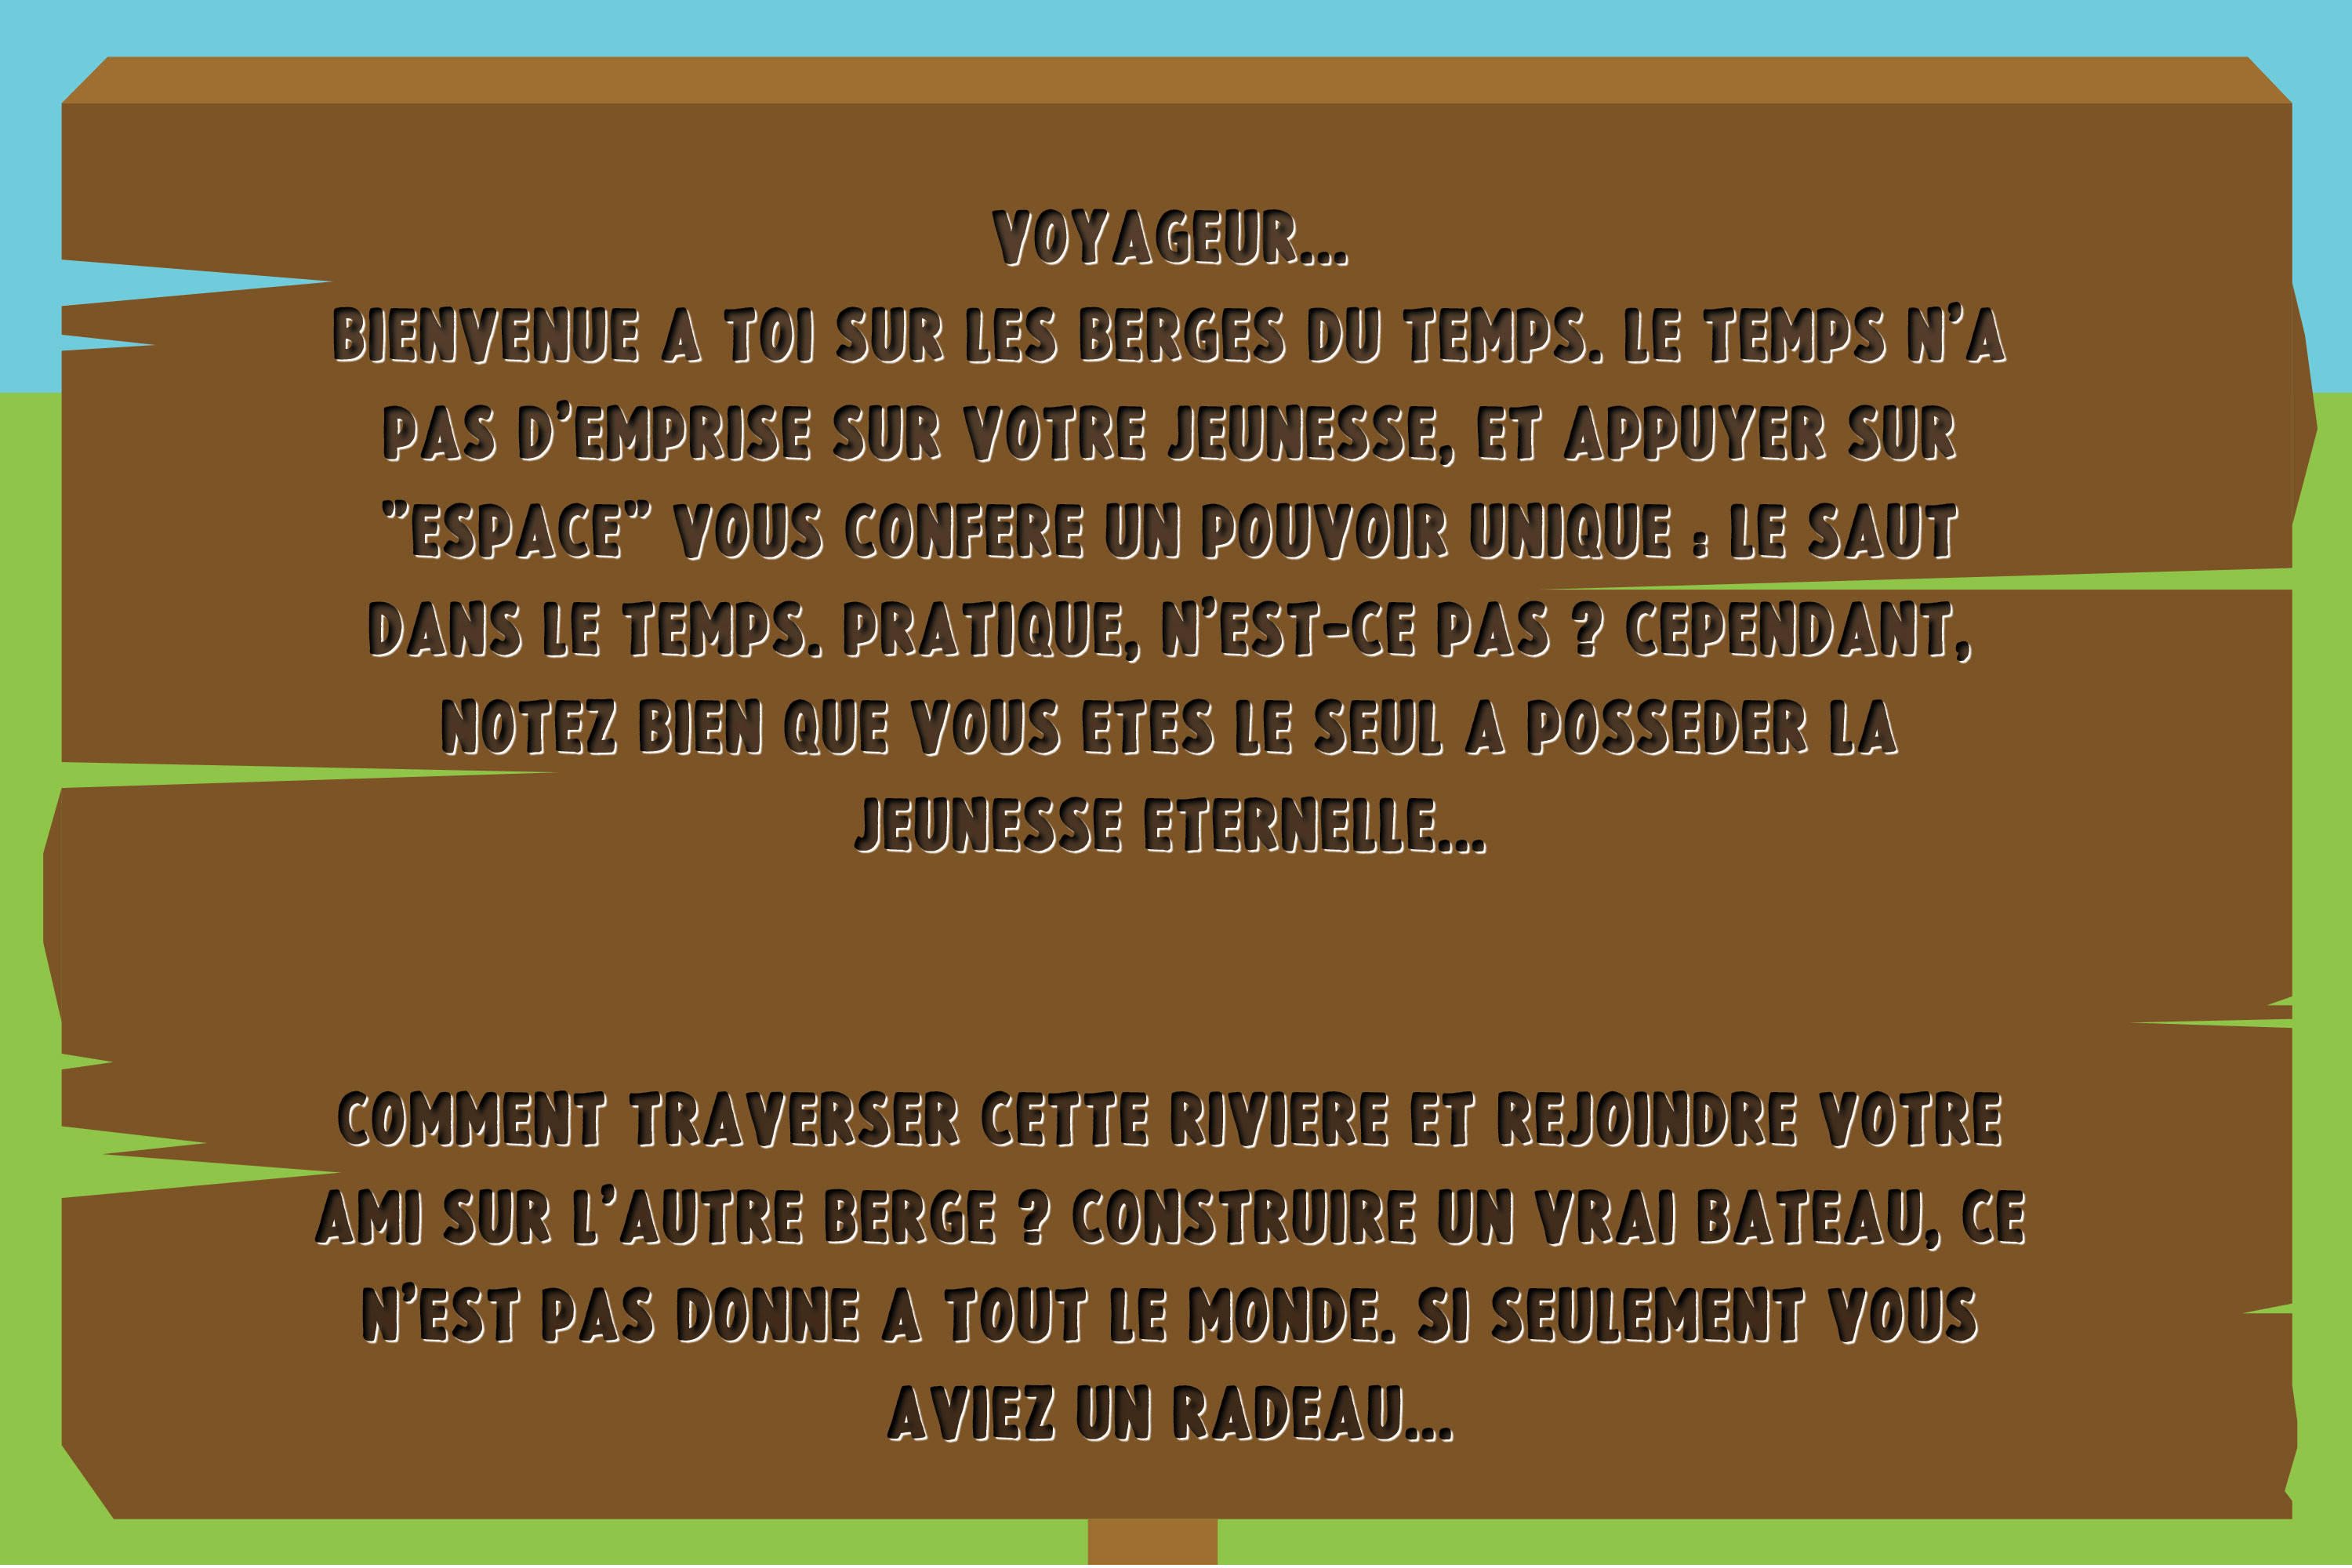 VOYAGEUR...
BIENVENUE A TOI SUR LES BERGES DU TEMPS. LE TEMPS N'A
PAS D'EMPRISE SUR VOTRE JEUNESSE, ET APPUYER SUR
"ESPACE" VOUS CONFERE UN POUVOIR UNIQUE : LE SAUT
DANS LE TEMPS. PRATIQUE, N'EST-CE PAS ? CEPENDANT,
NOTEZ BIEN QUE VOUS ETES LE SEUL A POSSEDER LA
JEUNESSE ETERNELLE...
COMMENT TRAVERSER CETTE RIVIERE ET REJOINDRE VOTRE
AMI SUR L'AUTRE BERGE ? CONSTRUIRE UN VRAI BATEAU, CE
N'EST PAS DONNE A TOUT LE MONDE. SI SEULEMENT VOUS
AVIEZ UN RADEAU...